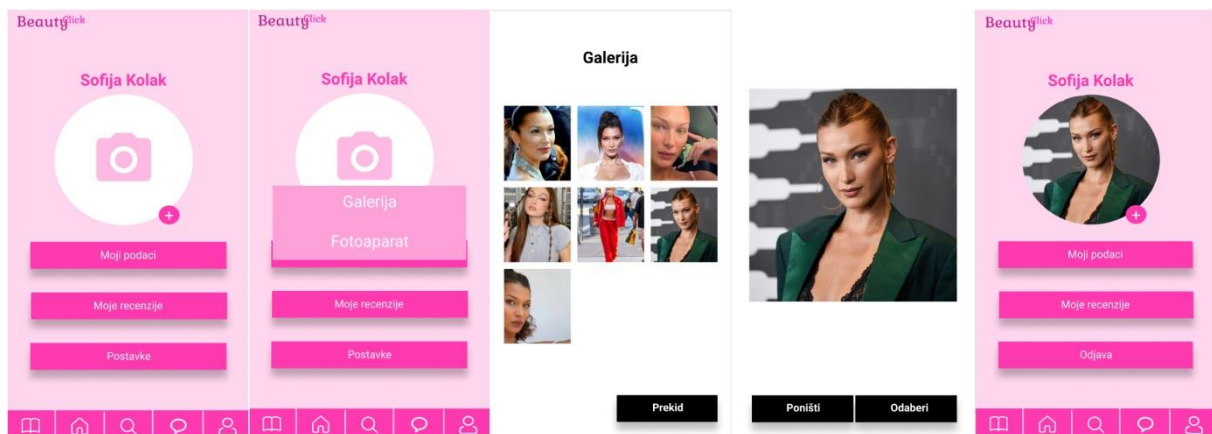 BeautyClick
Sofija Kolak
Moji podaci
Moje recenzije
Postavke
BeautyClick
Sofija Kolak
Galerija
Fotoaparat
Moje recenzije
Postavke
Galerija
Prekid
Poništi
Odaberi
BeautyClick
Sofija Kolak
Moji podaci
Moje recenzije
Odjava